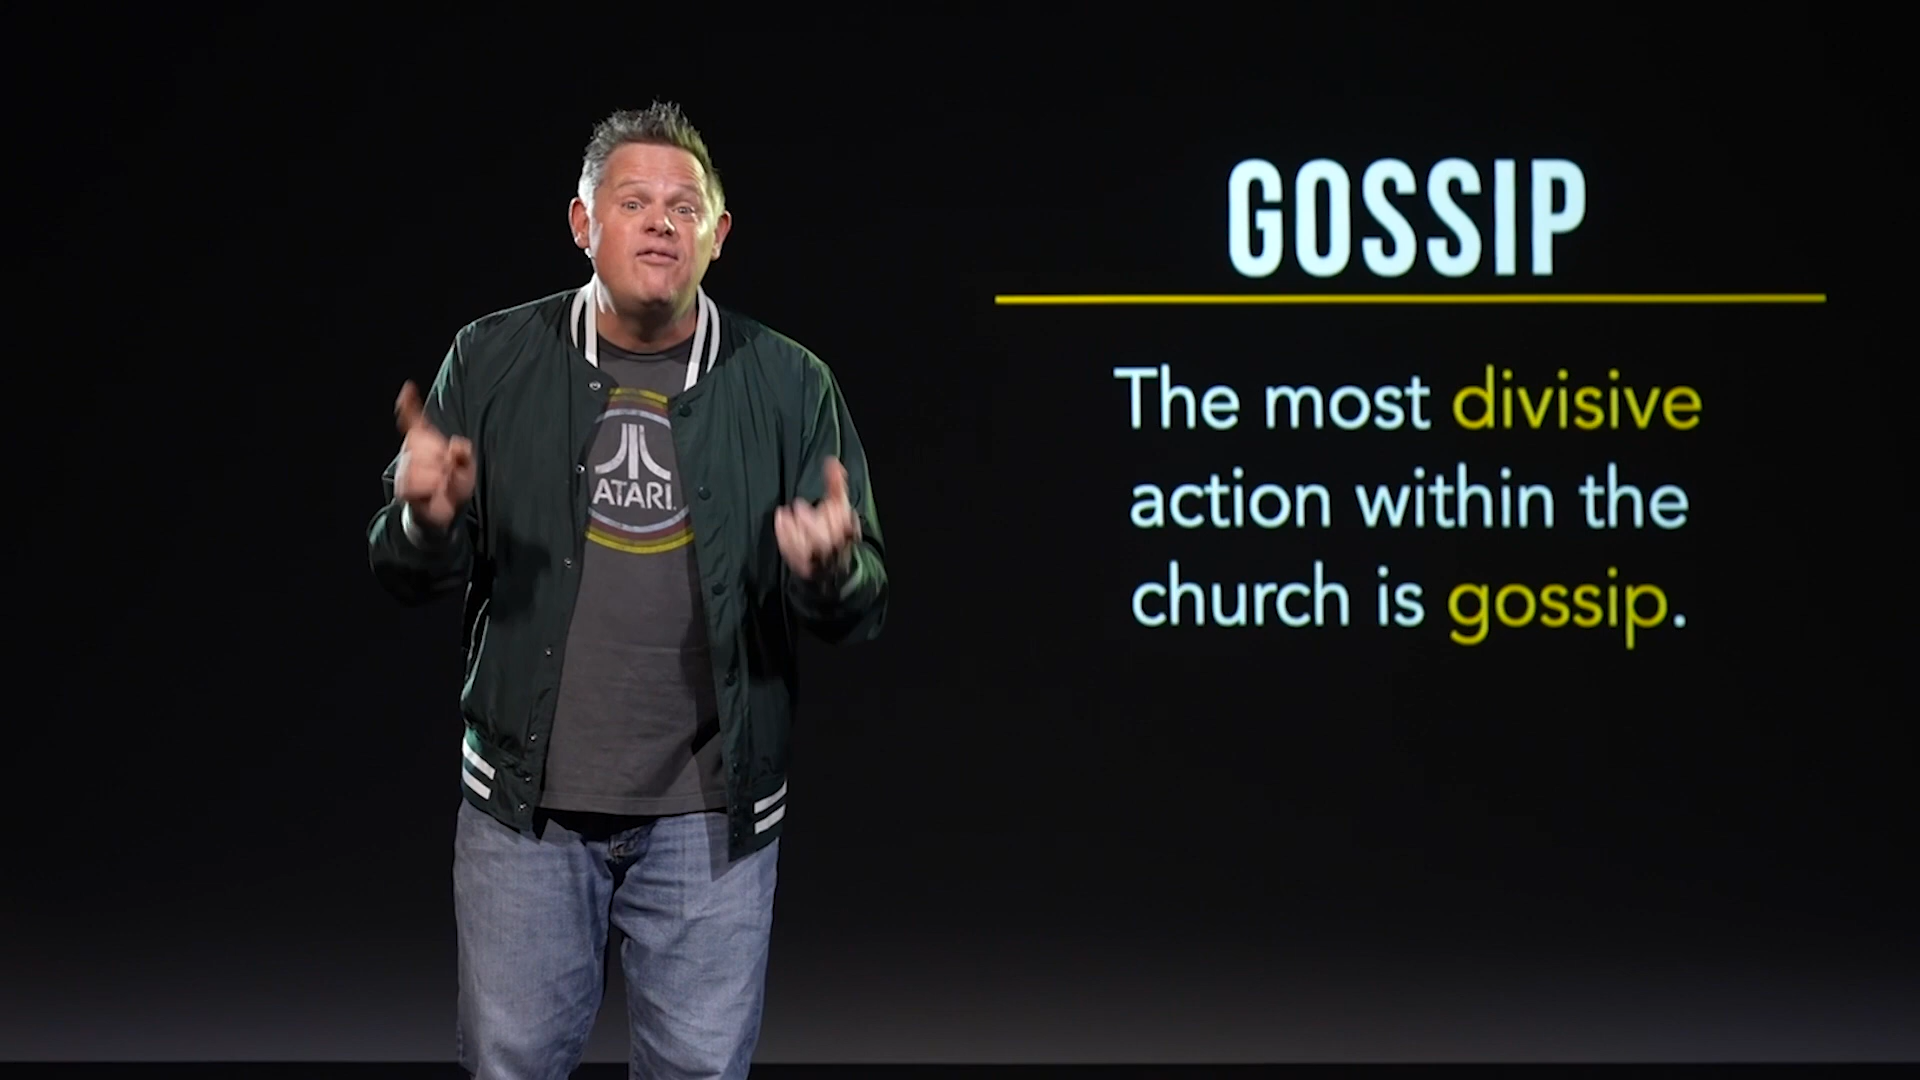 GOSSIP
The most divisive
action within the
church is gossip.
ATARI